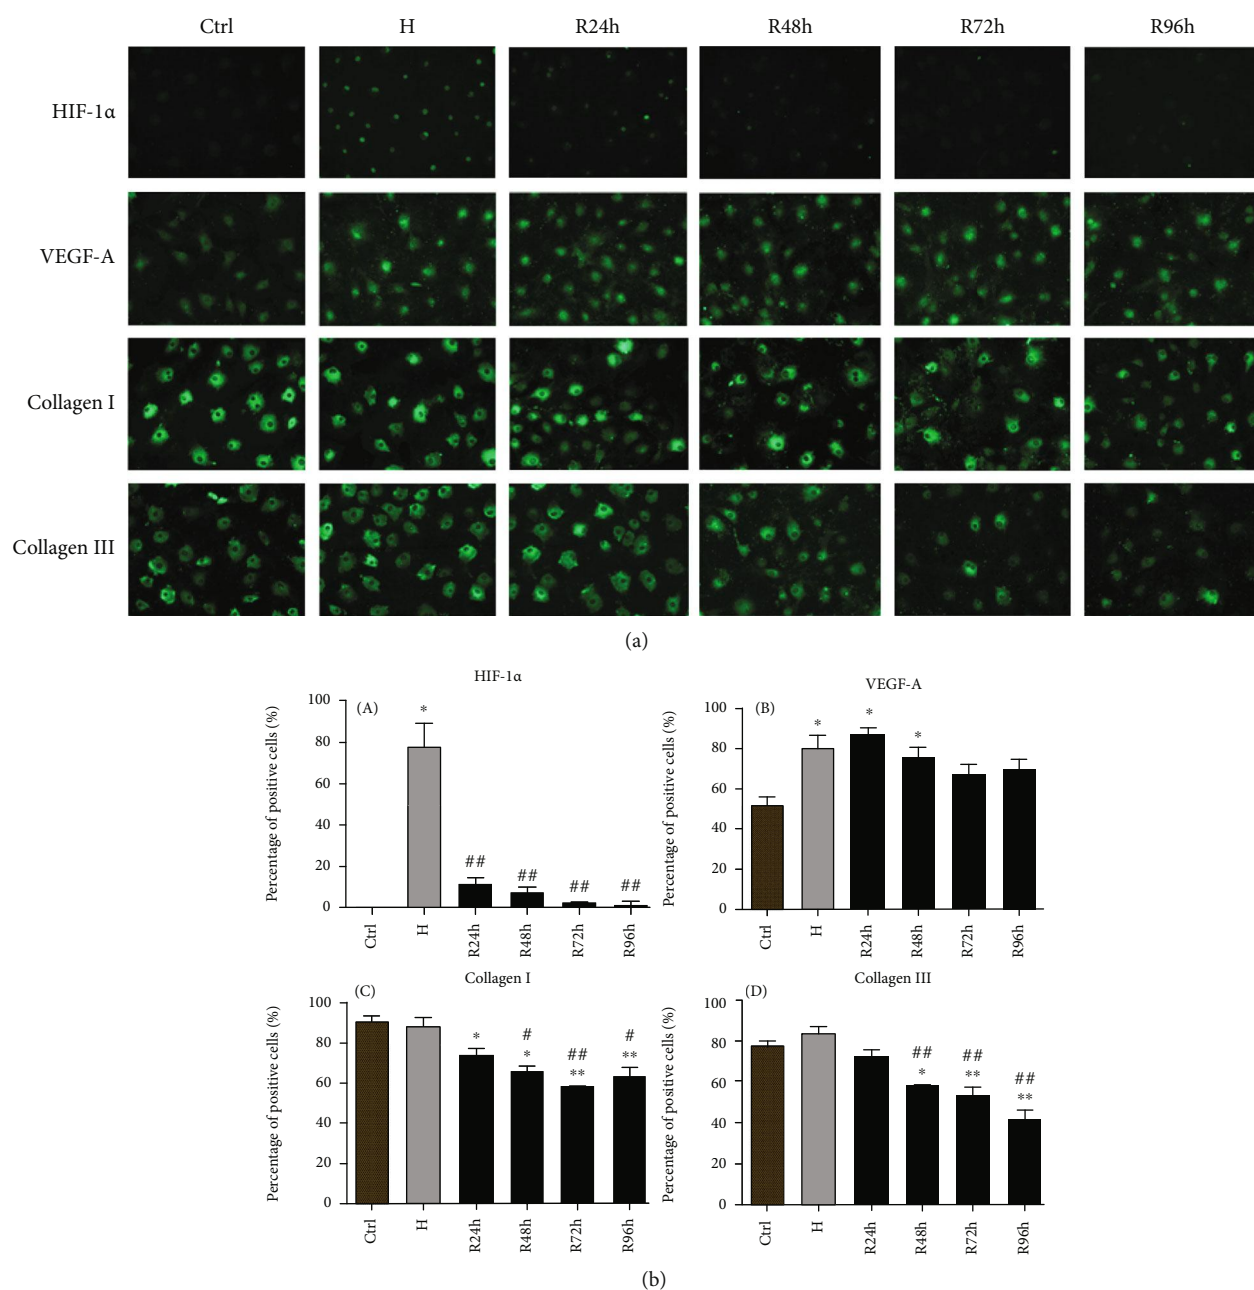 Ctrl H R24h R48h R72h R96h
HIF-1α
VEGF-A
Collagen I
Collagen III
(a)
HIF-1α
(A)
Percentage of positive cells (%)
100
80
60
40
20
0
*
##
##
##
##
Ctrl H R24h R48h R72h R96h
VEGF-A
(B)
Percentage of positive cells (%)
100
80
60
40
20
0
*
*
*
Ctrl H R24h R48h R72h R96h
Collagen I
(C)
Percentage of positive cells (%)
100
80
60
40
20
0
*
#
*
##
**
#
**
Ctrl H R24h R48h R72h R96h
Collagen III
(D)
Percentage of positive cells (%)
100
80
60
40
20
0
##
*
##
**
##
**
Ctrl H R24h R48h R72h R96h
(b)